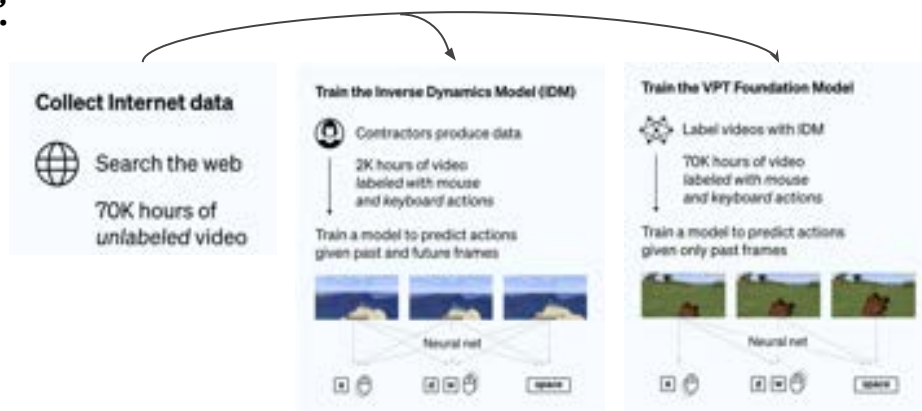 Collect Internet data
Search the web
70K hours of
unlabeled video
Train the Inverse Dynamics Model (IDM)
Contractors produce data
2K hours of video
labeled with mouse
and keyboard actions
Train a model to predict actions
given past and future frames
Neural net
d w
space
Train the VPT Foundation Model
Label videos with IDM
70K hours of video
labeled with mouse
and keyboard actions
Train a model to predict actions
given only past frames
Neural net
d w
space